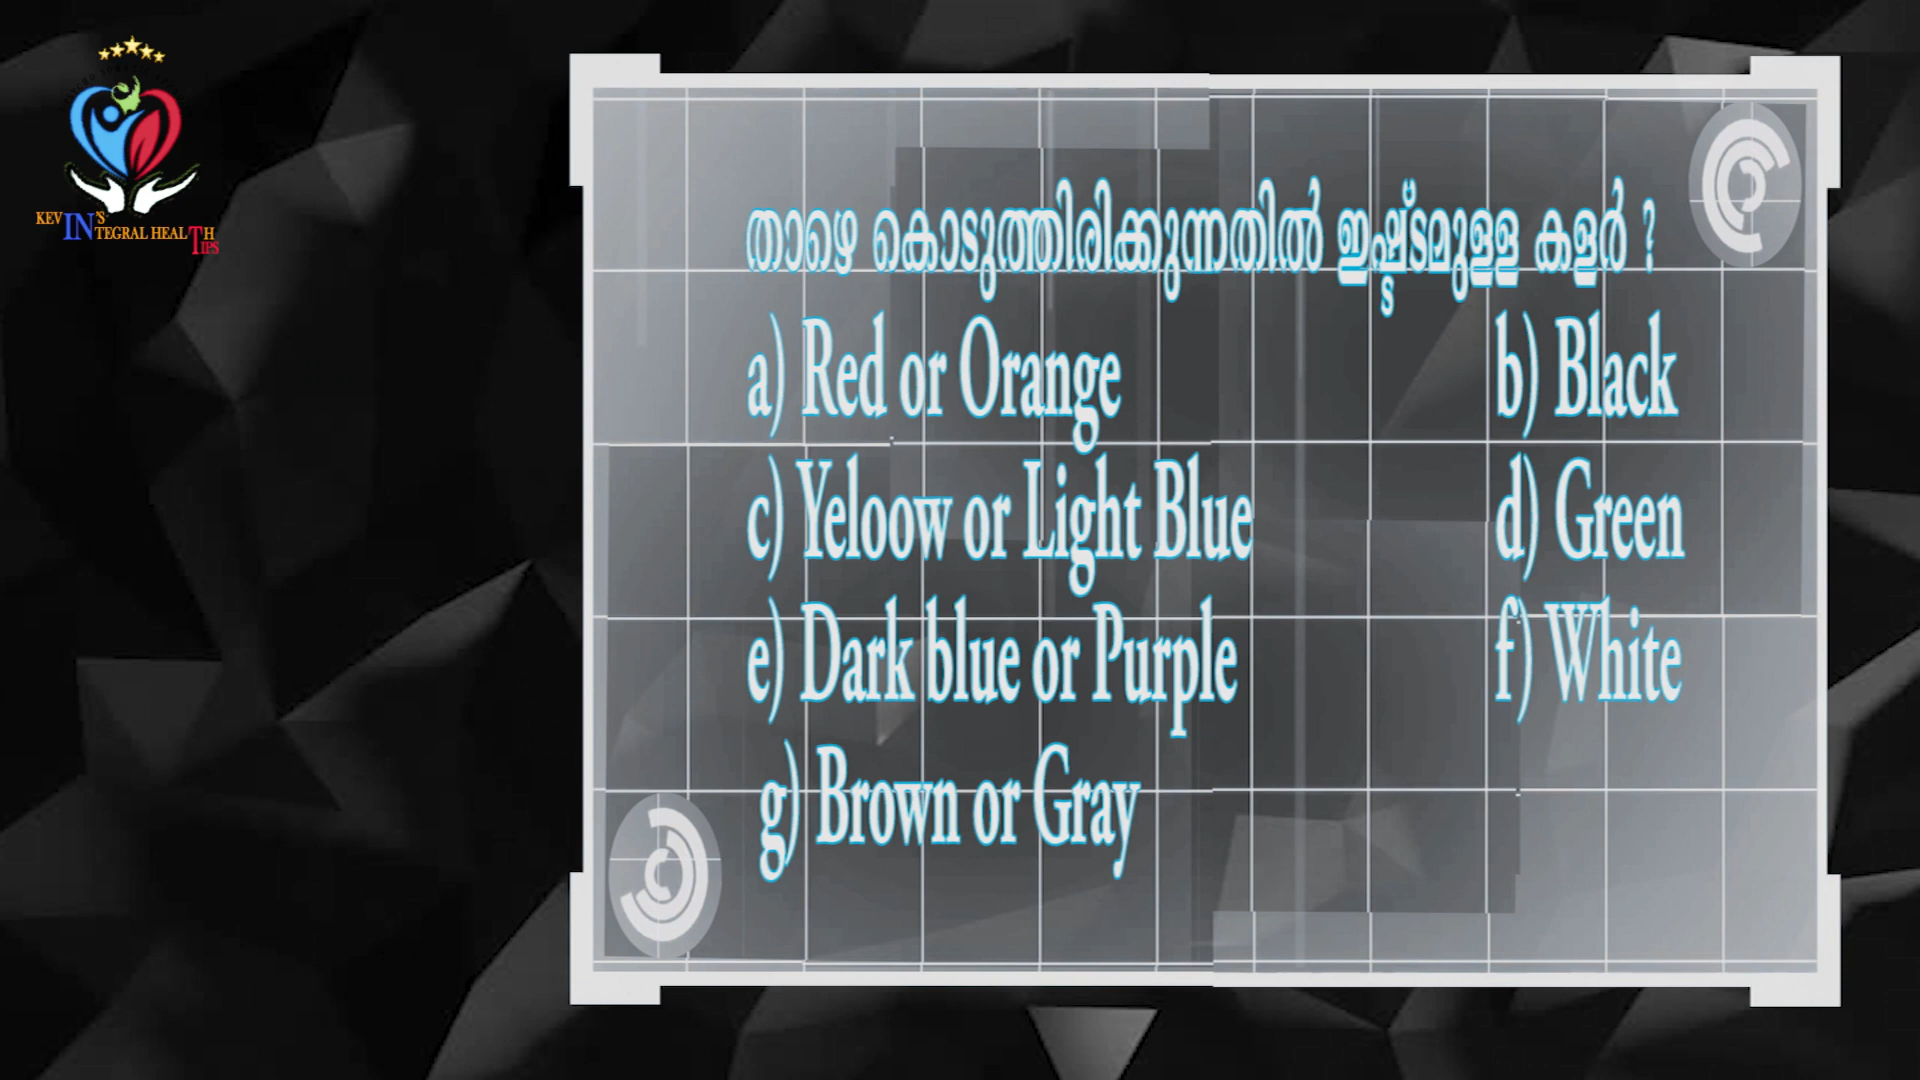 KEVIN'S
INTEGRAL HEALTH
TIPS
താഴെ കൊടുത്തിരിക്കുന്നതിൽ ഇഷ്ട്ടമുള്ള കളർ ?
a) Red or Orange b) Black
c) Yeloow or Light Blue d) Green
e) Dark blue or Purple f) White
g) Brown or Gray